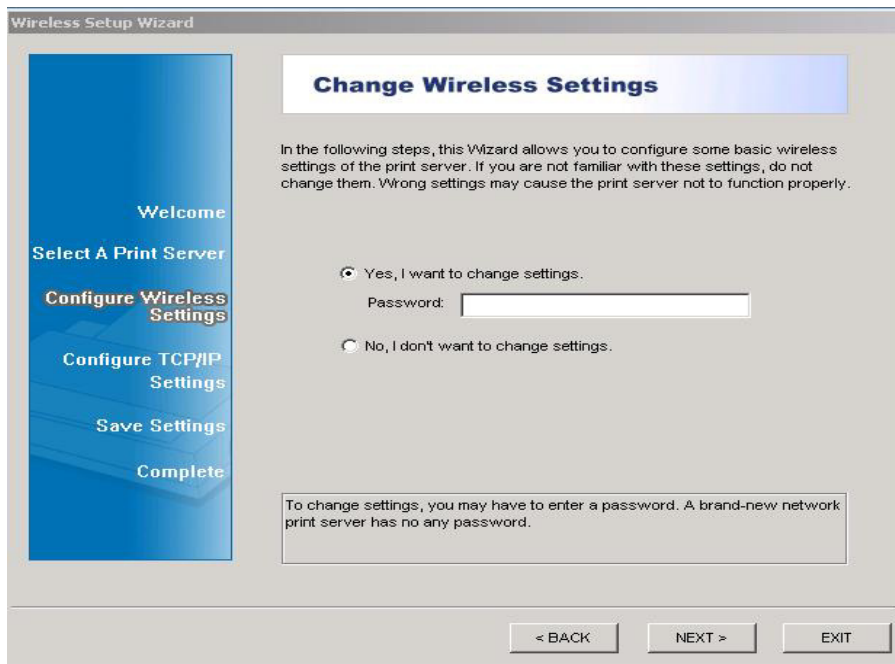 Wireless Setup Wizard
Welcome
Select A Print Server
Configure Wireless
Settings
Configure TCP/IP
Settings
Save Settings
Complete
Change Wireless Settings
In the following steps, this Wizard allows you to configure some basic wireless
settings of the print server. If you are not familiar with these settings, do not
change them. Wrong settings may cause the print server not to function properly.
Yes, I want to change settings.
Password:
No, I don't want to change settings.
To change settings, you may have to enter a password. A brand-new network
print server has no any password.
< BACK
NEXT >
EXIT